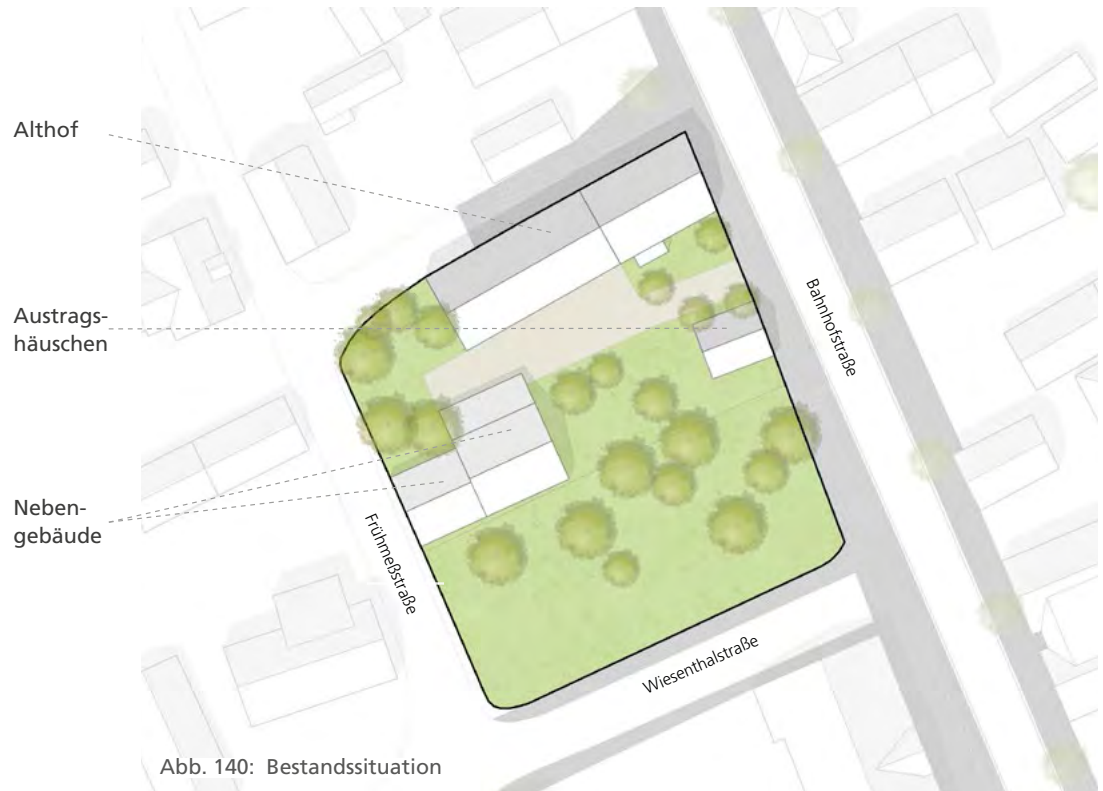 Althof
Austrags-
häuschen
Neben-
gebäude
Bahnhofstraße
Frühmeßstraße
Wiesenthalstraße
Abb. 140: Bestandssituation